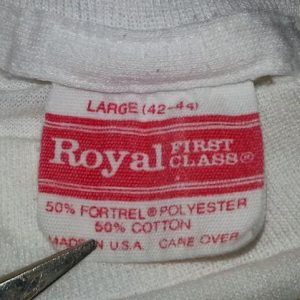 LARGE (42-44)
Royal FIRST CLASS®
50% FORTREL® POLYESTER
50% COTTON
MADE IN U.S.A. CARE OVER